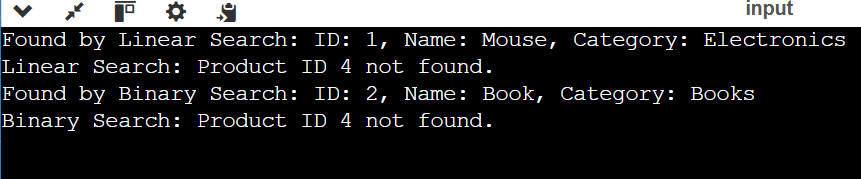 input
Found by Linear Search: ID: 1, Name: Mouse, Category: Electronics
Linear Search: Product ID 4 not found.
Found by Binary Search: ID: 2, Name: Book, Category: Books
Binary Search: Product ID 4 not found.